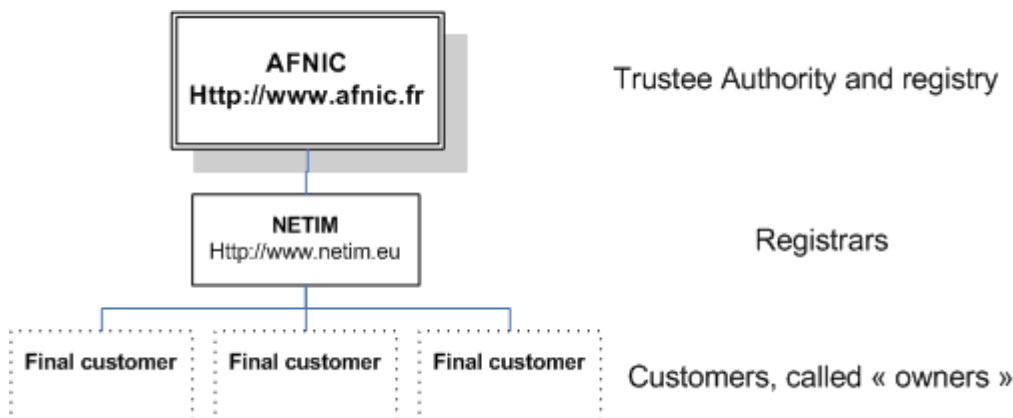 AFNIC
Http://www.afnic.fr
Trustee Authority and registry
NETIM
Http://www.netim.eu
Registrars
Final customer
Final customer
Final customer
Customers, called « owners »